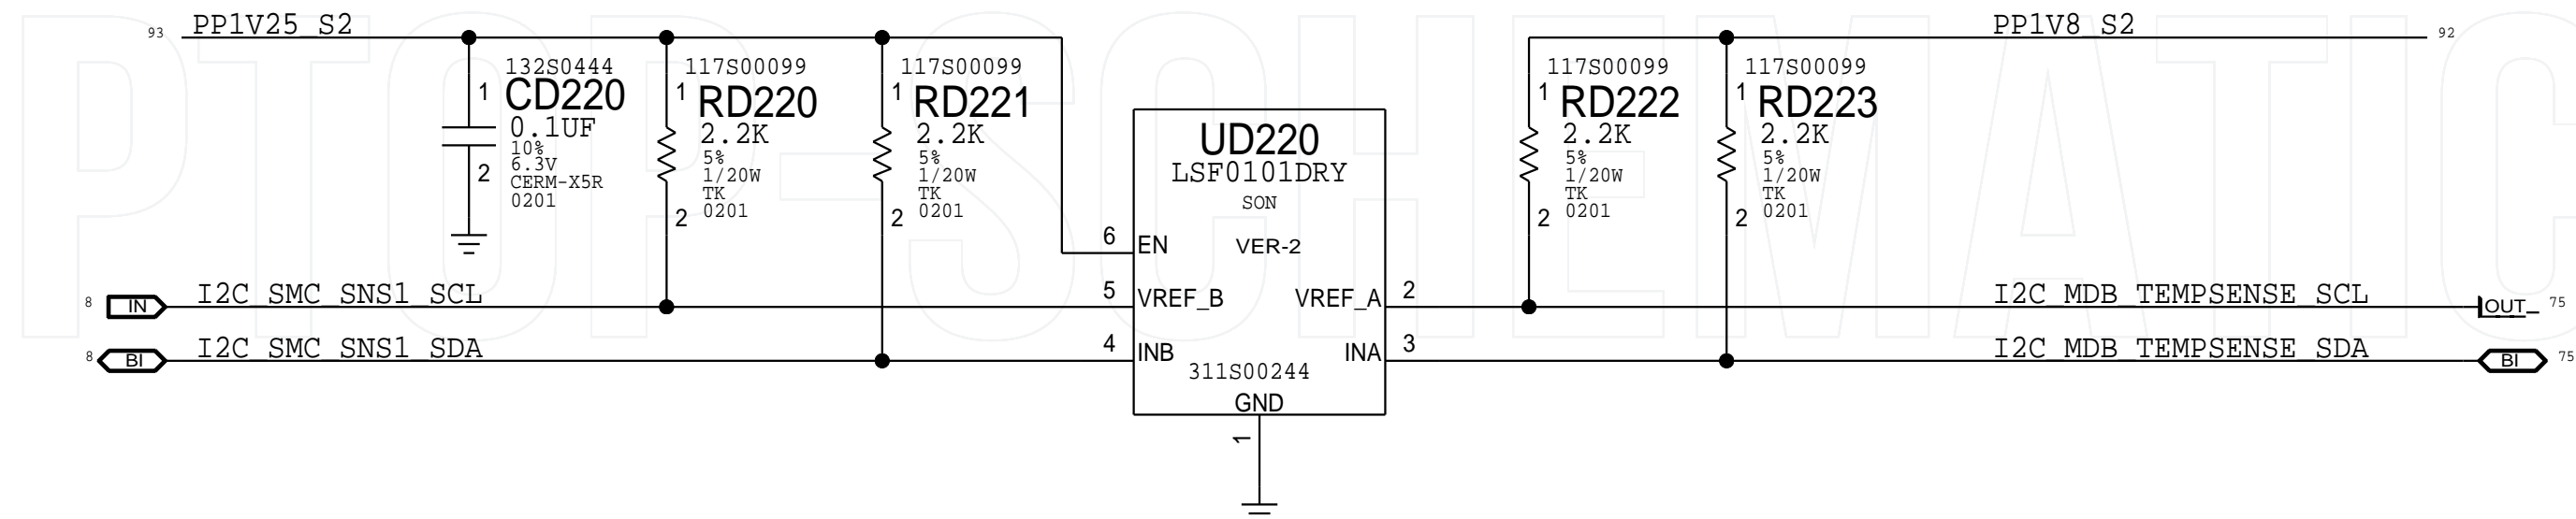 93 PP1V25_S2
PP1V8_S2 92
132S0444
1 CD220
0.1UF
10%
6.3V
2 CERM-X5R
0201
117S00099
1 RD220
2.2K
5%
1/20W
TK
2 0201
117S00099
1 RD221
2.2K
5%
1/20W
TK
2 0201
UD220
LSF0101DRY
SON
VER-2
6 EN
5 VREF_B
VREF_A 2
4 INB
INA 3
311S00244
GND
1
117S00099
1 RD222
2.2K
5%
1/20W
TK
2 0201
117S00099
1 RD223
2.2K
5%
1/20W
TK
2 0201
8 IN I2C_SMC_SNS1_SCL
I2C_MDB_TEMPSENSE_SCL OUT 75
8 BI I2C_SMC_SNS1_SDA
I2C_MDB_TEMPSENSE_SDA BI 75
PTOP-SCHEMATIC